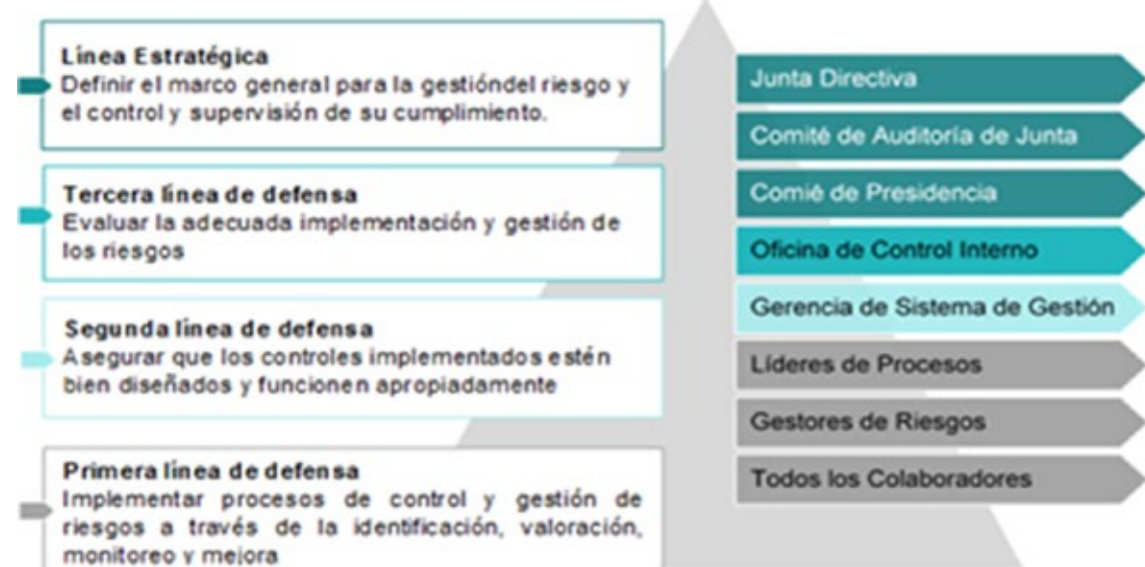 Línea Estratégica
Definir el marco general para la gestióndel riesgo y
el control y supervisión de su cumplimiento.
Tercera línea de defensa
Evaluar la adecuada implementación y gestión de
los riesgos
Segunda línea de defensa
Asegurar que los controles implementados estén
bien diseñados y funcionen apropiadamente
Primera línea de defensa
Implementar procesos de control y gestión de
riesgos a través de la identificación, valoración,
monitoreo y mejora
Junta Directiva
Comité de Auditoría de Junta
Comié de Presidencia
Oficina de Control Interno
Gerencia de Sistema de Gestión
Líderes de Procesos
Gestores de Riesgos
Todos los Colaboradores